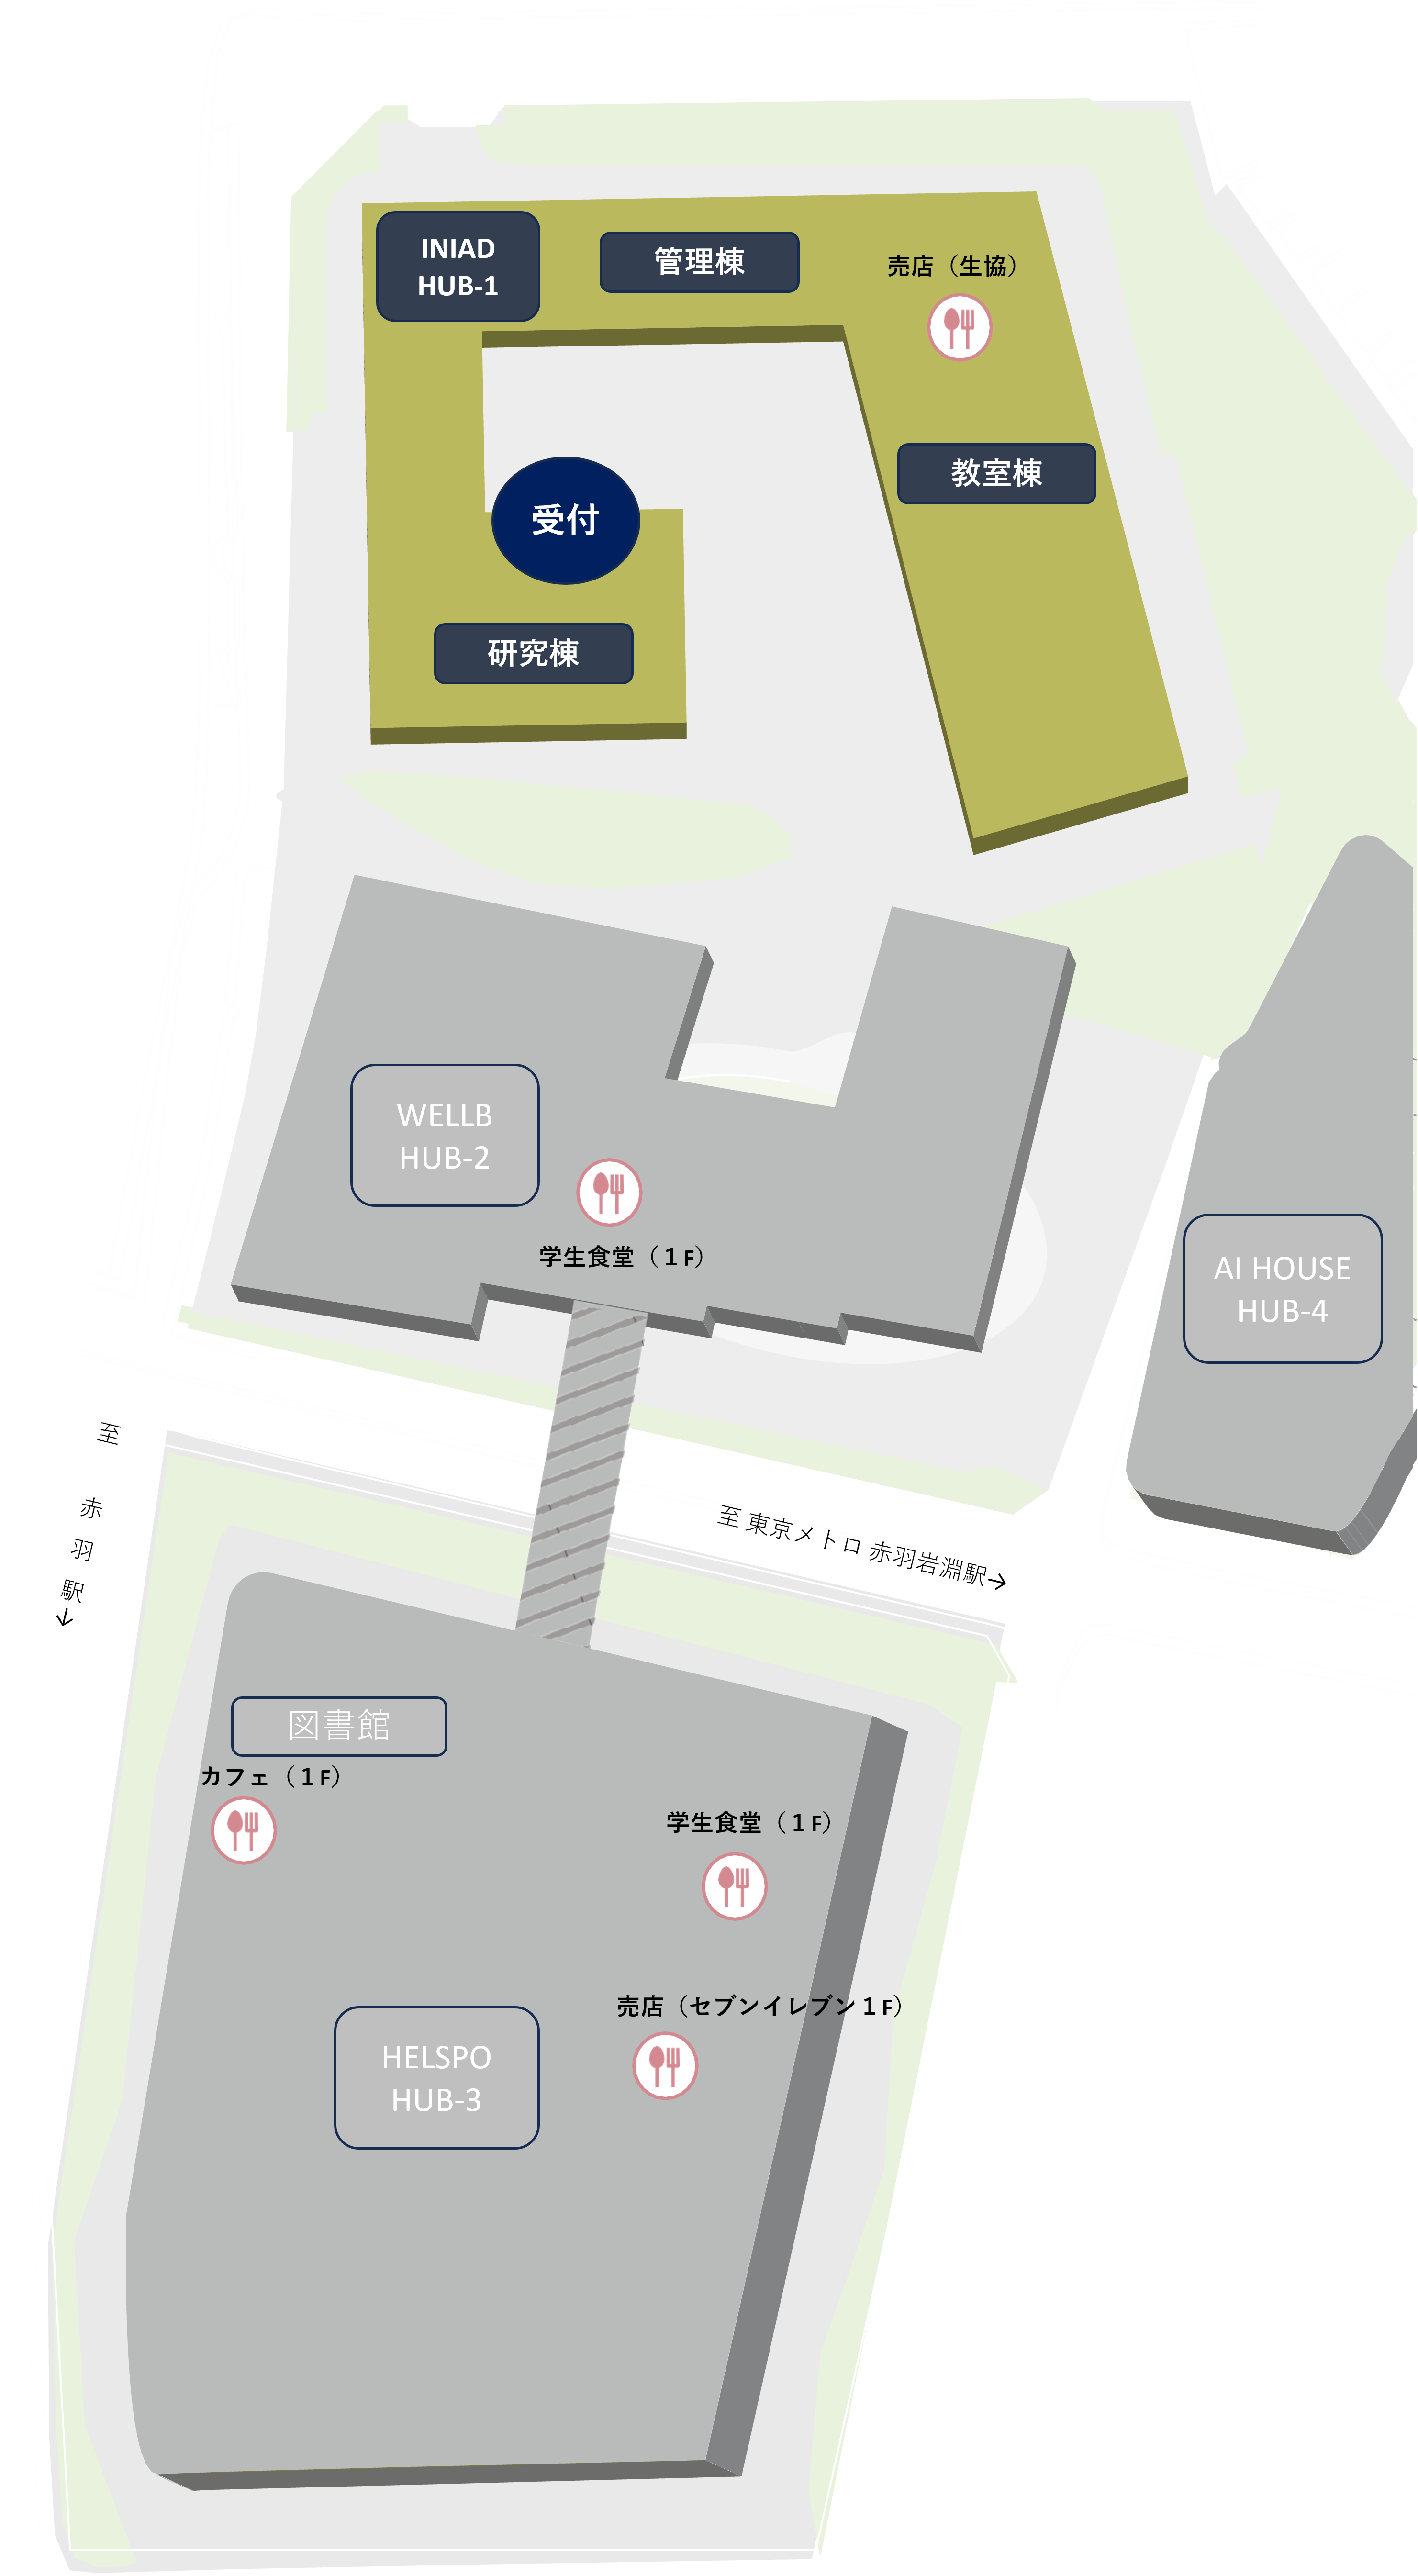 INIAD
HUB-1
管理棟
売店（生協）
教室棟
受付
研究棟
WELLB
HUB-2
学生食堂（１F）
AI HOUSE
HUB-4
至 赤羽駅↓
至 東京メトロ 赤羽岩淵駅→
図書館
カフェ（１F）
学生食堂（１F）
売店（セブンイレブン１F）
HELSPO
HUB-3